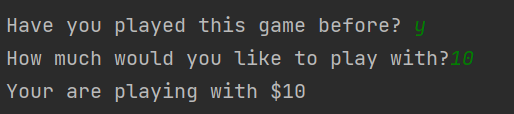 Have you played this game before? y
How much would you like to play with?10
Your are playing with $10